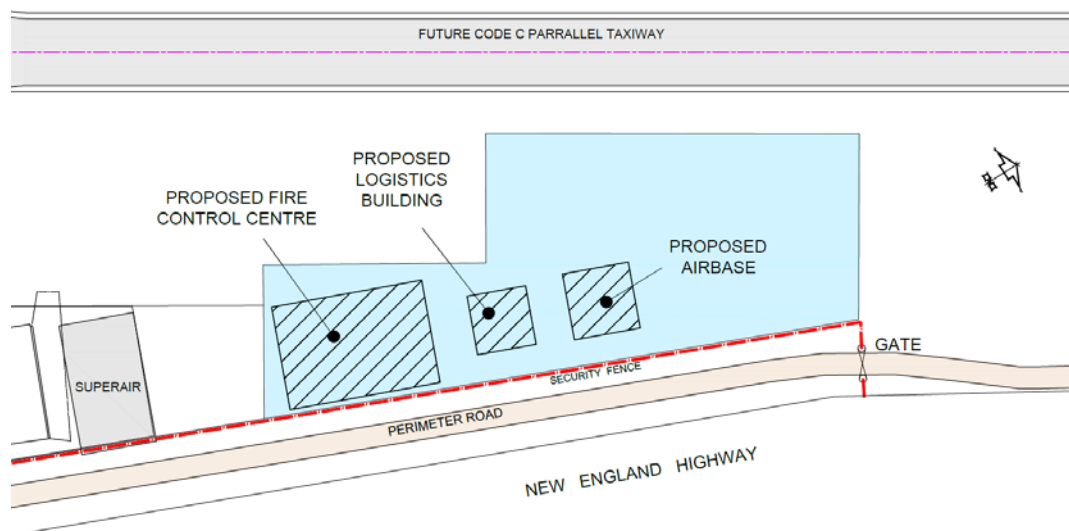 FUTURE CODE C PARRALLEL TAXIWAY
PROPOSED
LOGISTICS
BUILDING
PROPOSED FIRE
CONTROL CENTRE
PROPOSED
AIRBASE
GATE
SUPERAIR
SECURITY FENCE
PERIMETER ROAD
NEW ENGLAND HIGHWAY